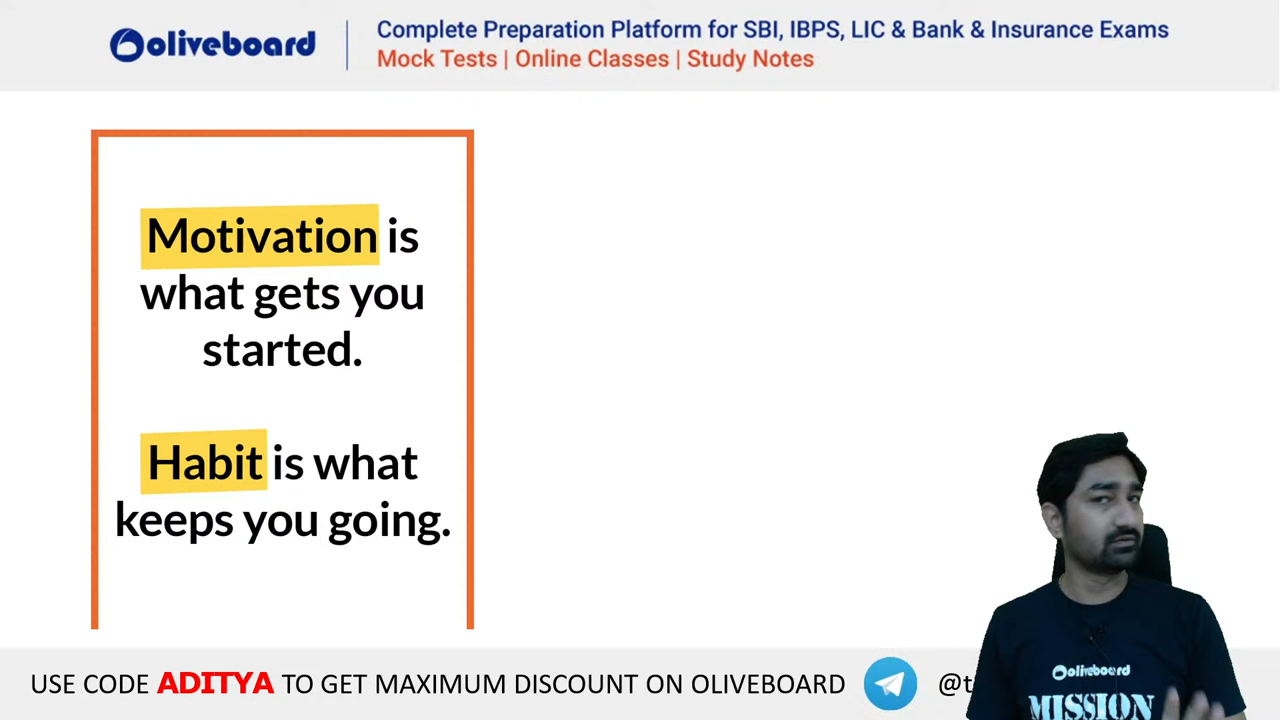 oliveboard
Complete Preparation Platform for SBI, IBPS, LIC & Bank & Insurance Exams
Mock Tests | Online Classes | Study Notes
Motivation is
what gets you
started.
Habit is what
keeps you going.
oliveboard
MISSION
USE CODE ADITYA TO GET MAXIMUM DISCOUNT ON OLIVEBOARD